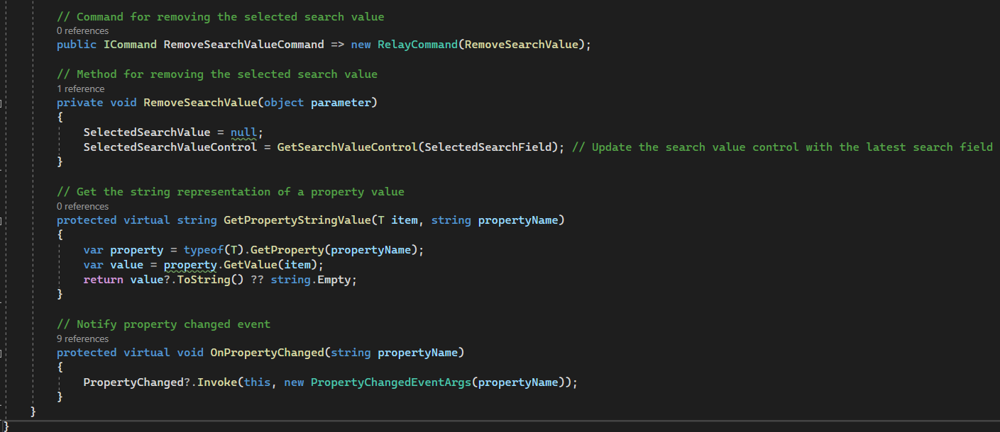 // Command for removing the selected search value
0 references
public ICommand RemoveSearchValueCommand => new RelayCommand(RemoveSearchValue);
// Method for removing the selected search value
1 reference
private void RemoveSearchValue(object parameter)
{
SelectedSearchValue = null;
SelectedSearchValueControl = GetSearchValueControl(SelectedSearchField); // Update the search value control with the latest search field
}
// Get the string representation of a property value
0 references
protected virtual string GetPropertyStringValue(T item, string propertyName)
{
var property = typeof(T).GetProperty(propertyName);
var value = property.GetValue(item);
return value?.ToString() ?? string.Empty;
}
// Notify property changed event
9 references
protected virtual void OnPropertyChanged(string propertyName)
{
PropertyChanged?.Invoke(this, new PropertyChangedEventArgs(propertyName));
}
}
}